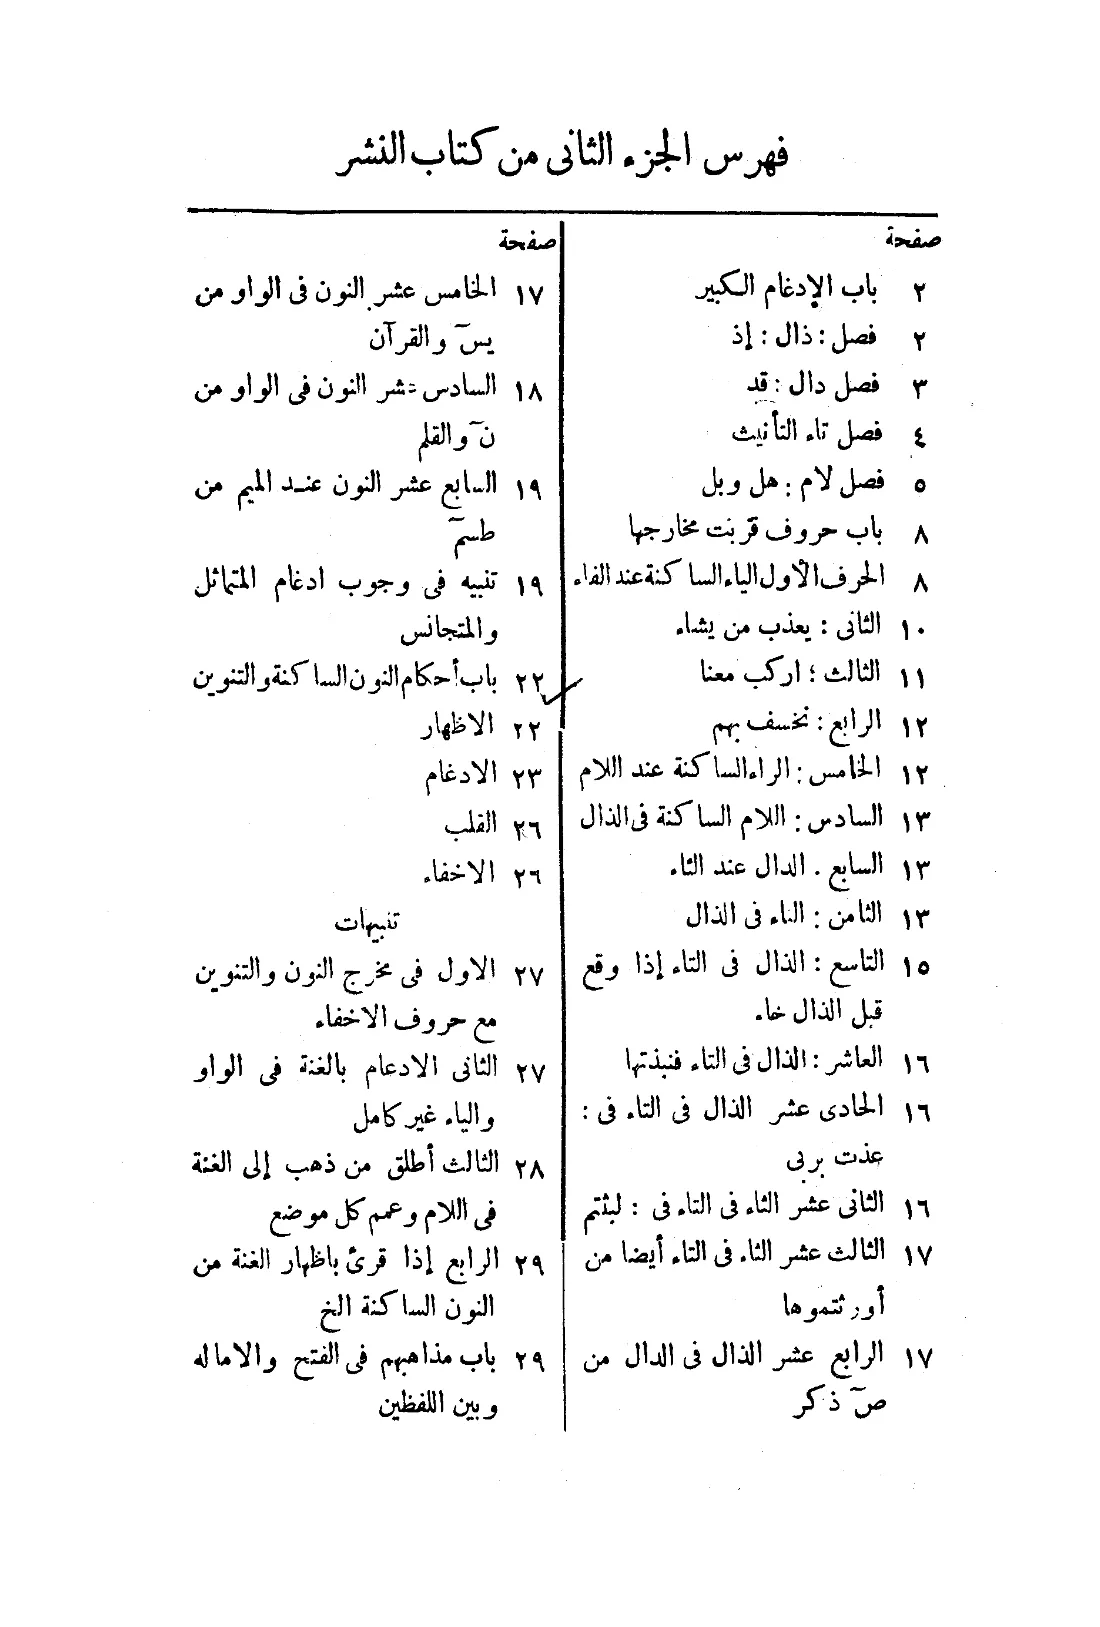 فهرس الجزء الثانى من كتاب النشر
صفحة
٢ باب الإدغام الكبير
٢ فصل : ذال : إذ
٣ فصل دال : قد
٤ فصل تاء التأنيث
٥ فصل لام : هل وبل
٨ باب حروف قربت مخارجها
٨ الحرف الأول الباء الساكنة عند الفاء
١٠ الثانى : يعذب من يشاء
١١ الثالث : اركب معنا
١٢ الرابع : نخسف بهم
١٢ الخامس : الراء الساكنة عند اللام
١٣ السادس : اللام الساكنة فى الذال
١٣ السابع . الدال عند الثاء
١٣ الثامن : الثاء فى الذال
١٥ التاسع : الذال فى التاء إذا وقع
قبل الذال خاء
١٦ العاشر : الذال فى التاء فنبذتها
١٦ الحادى عشر الذال فى التاء فى :
عذت بربى
١٦ الثانى عشر الثاء فى التاء فى : لبثتم
١٧ الثالث عشر الثاء فى التاء أيضا من
أورثتموها
١٧ الرابع عشر الذال فى الدال من
صٓ ذكر
صفحة
١٧ الخامس عشر النون فى الواو من
يسٓ والقرآن
١٨ السادس عشر النون فى الواو من
نٓ والقلم
١٩ السابع عشر النون عند الميم من
طسمٓ
١٩ تنبيه فى وجوب ادغام المتماثل
والمتجانس
٢٢ باب أحكام النون الساكنة والتنوين
٢٢ الاظهار
٢٣ الادغام
٢٦ القلب
٢٦ الاخفاء
تنبيهات
٢٧ الاول فى مخرج النون والتنوين
مع حروف الاخفاء
٢٧ الثانى الادعام بالغنة فى الواو
والياء غير كامل
٢٨ الثالث أطلق من ذهب إلى الغنة
فى اللام وعمم كل موضع
٢٩ الرابع إذا قرئ باظهار الغنة من
النون الساكنة الخ
٢٩ باب مذاهبهم فى الفتح والاماله
وبين اللفظين